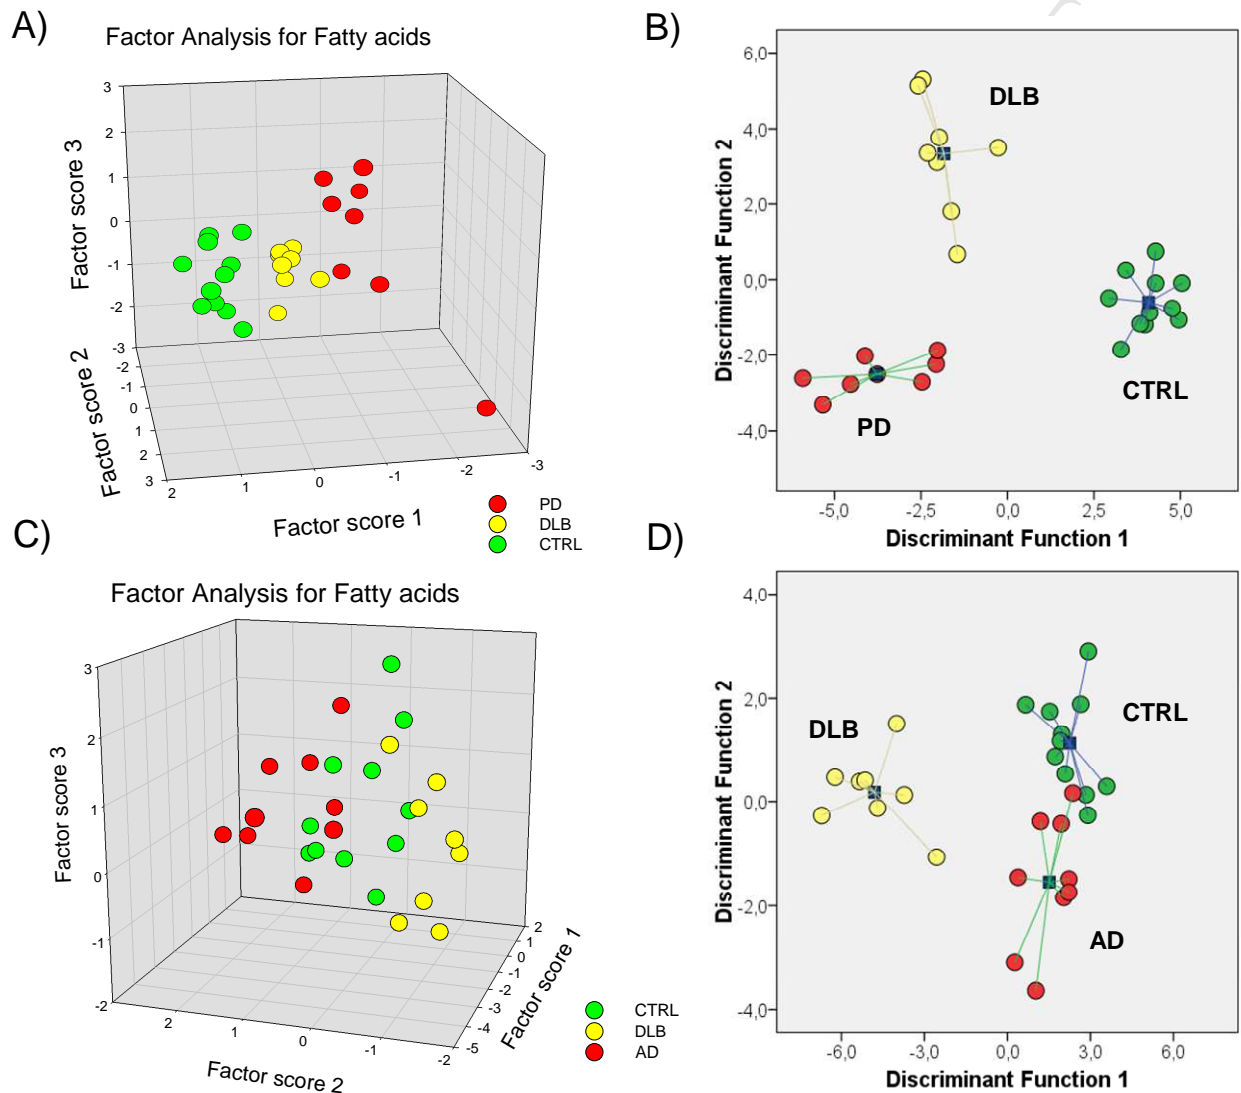 A)
Factor Analysis for Fatty acids
3
2
1
0
-1
-2
-3
Factor score 3
-2
-1
0
1
2
3
Factor score 2
2
1
0
-1
-2
-3
Factor score 1
PD
DLB
CTRL
B)
6,0
4,0
2,0
0,0
-2,0
-4,0
Discriminant Function 2
DLB
CTRL
PD
-5,0
-2,5
0,0
2,5
5,0
Discriminant Function 1
C)
Factor Analysis for Fatty acids
3
2
1
0
-1
-2
Factor score 3
2
1
0
-1
-2
Factor score 2
2
1
0
-1
-2
-3
-4
-5
Factor score 1
CTRL
DLB
AD
D)
4,0
2,0
0,0
-2,0
-4,0
Discriminant Function 2
DLB
CTRL
AD
-6,0
-3,0
0,0
3,0
6,0
Discriminant Function 1